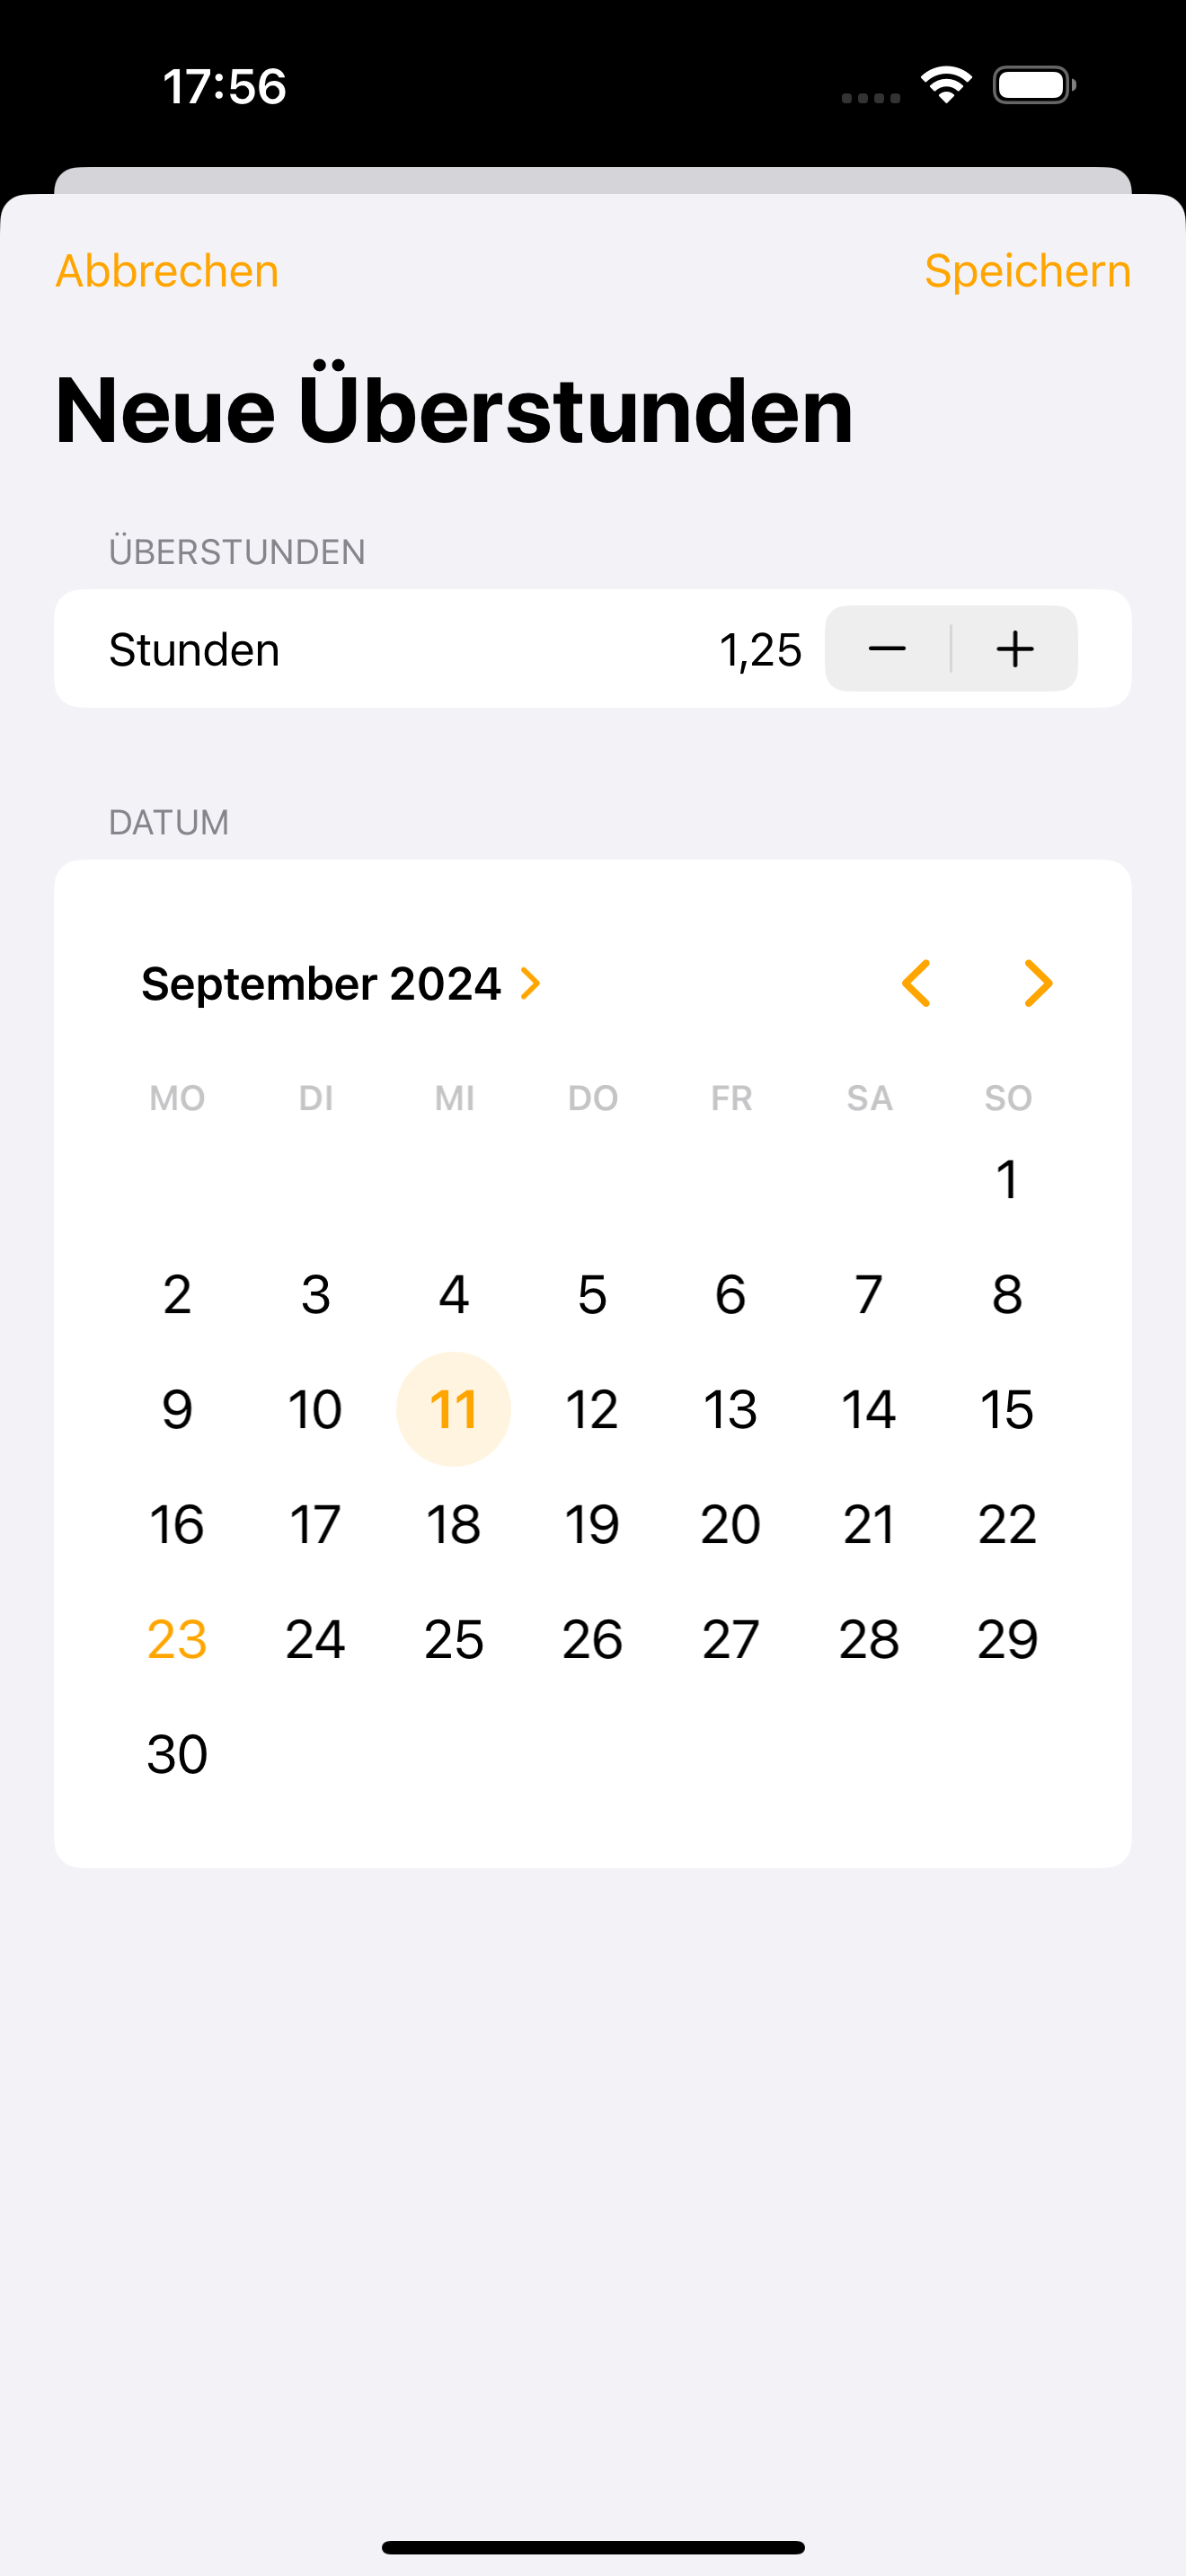 17:56
Abbrechen Speichern
Neue Überstunden
ÜBERSTUNDEN
Stunden 1,25
DATUM
September 2024
MO DI MI DO FR SA SO
1
2 3 4 5 6 7 8
9 10 11 12 13 14 15
16 17 18 19 20 21 22
23 24 25 26 27 28 29
30